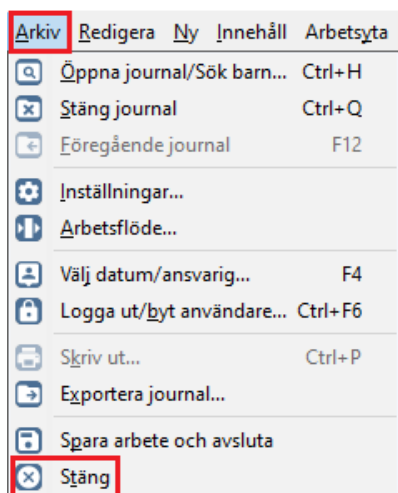 Arkiv Redigera Ny Innehåll Arbetsyta
Öppna journal/Sök barn... Ctrl+H
Stäng journal Ctrl+Q
Föregående journal F12
Inställningar...
Arbetsflöde...
Välj datum/ansvarig... F4
Logga ut/byt användare... Ctrl+F6
Skriv ut... Ctrl+P
Exportera journal...
Spara arbete och avsluta
Stäng